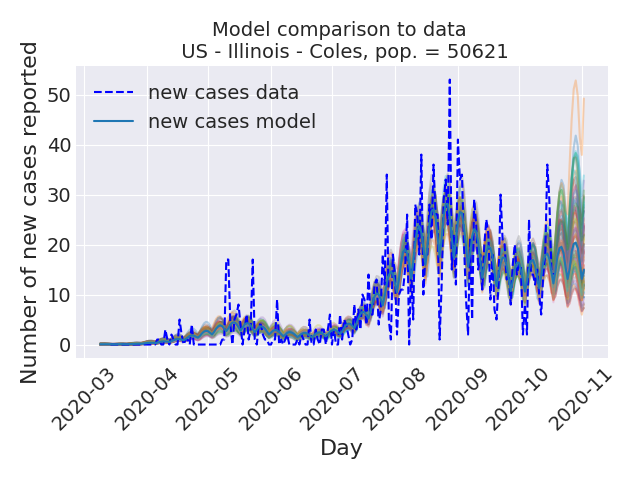 Model comparison to data
US - Illinois - Coles, pop. = 50621
Number of new cases reported
50
40
30
20
10
0
new cases data
new cases model
2020-03
2020-04
2020-05
2020-06
2020-07
2020-08
2020-09
2020-10
2020-11
Day